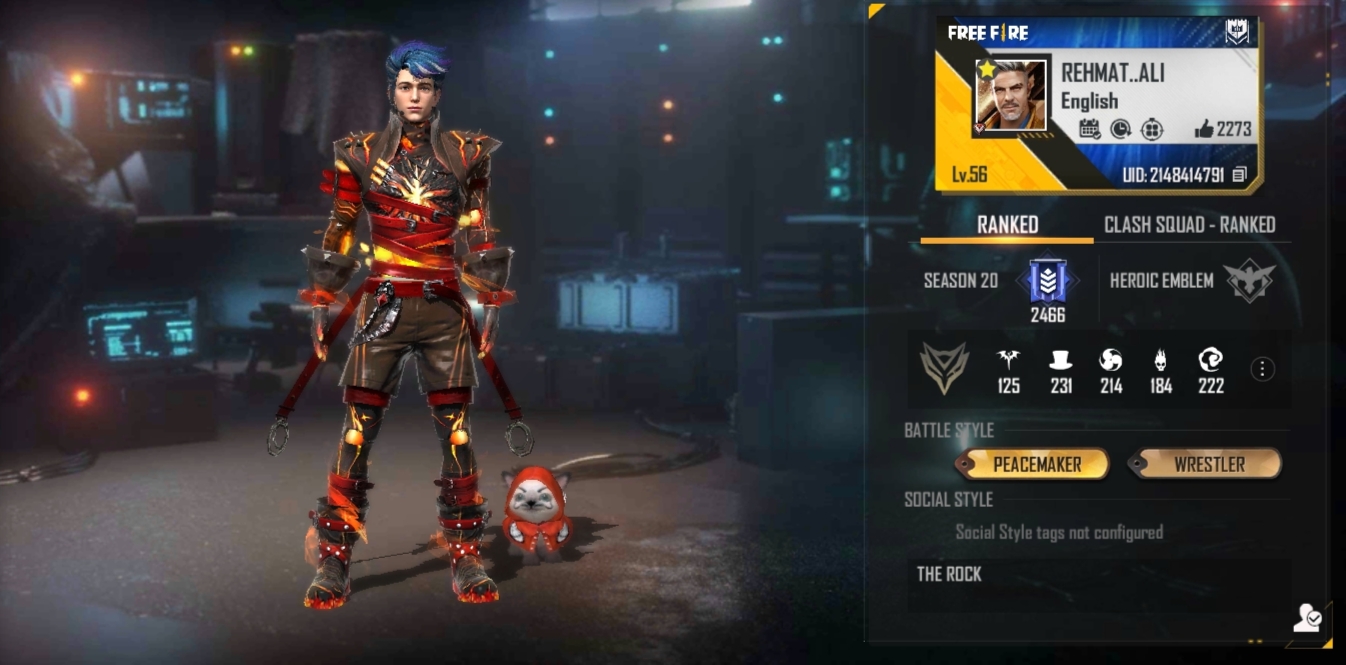 FREE FIRE
REHMAT..ALI
English
2273
Lv.56
UID: 2148414791
RANKED
CLASH SQUAD - RANKED
SEASON 20
HEROIC EMBLEM
2466
125 231 214 184 222
BATTLE STYLE
PEACEMAKER
WRESTLER
SOCIAL STYLE
Social Style tags not configured
THE ROCK